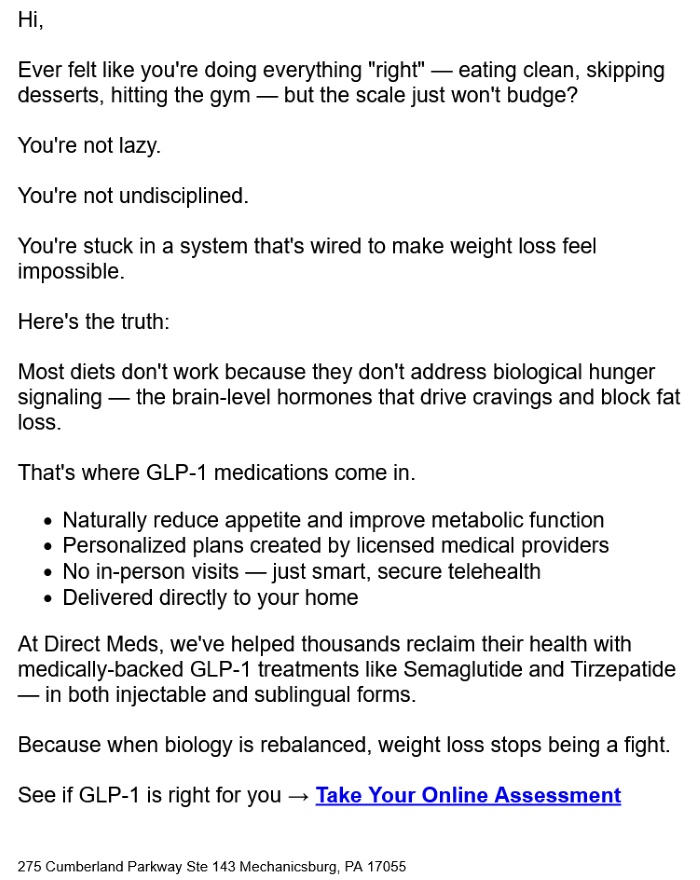 Hi,
Ever felt like you're doing everything "right" — eating clean, skipping
desserts, hitting the gym — but the scale just won't budge?
You're not lazy.
You're not undisciplined.
You're stuck in a system that's wired to make weight loss feel
impossible.
Here's the truth:
Most diets don't work because they don't address biological hunger
signaling — the brain-level hormones that drive cravings and block fat
loss.
That's where GLP-1 medications come in.
• Naturally reduce appetite and improve metabolic function
• Personalized plans created by licensed medical providers
• No in-person visits — just smart, secure telehealth
• Delivered directly to your home
At Direct Meds, we've helped thousands reclaim their health with
medically-backed GLP-1 treatments like Semaglutide and Tirzepatide
— in both injectable and sublingual forms.
Because when biology is rebalanced, weight loss stops being a fight.
See if GLP-1 is right for you → Take Your Online Assessment
275 Cumberland Parkway Ste 143 Mechanicsburg, PA 17055